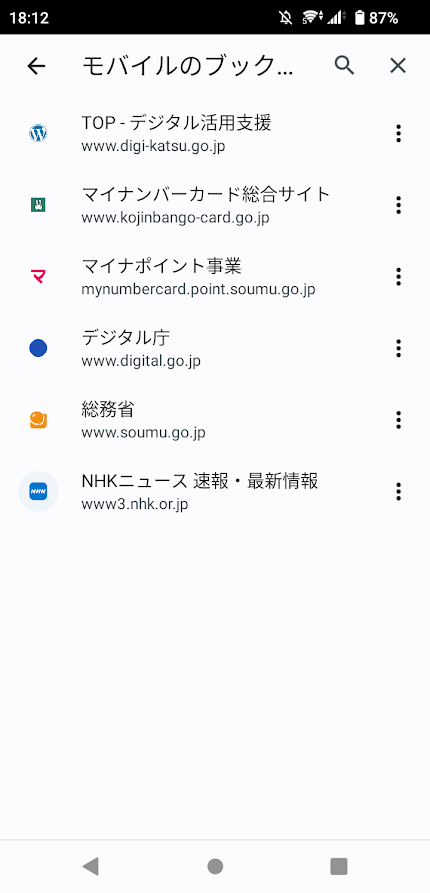 18:12
87%
モバイルのブック...
TOP - デジタル活用支援
www.digi-katsu.go.jp
マイナンバーカード総合サイト
www.kojinbango-card.go.jp
マイナポイント事業
mynumbercard.point.soumu.go.jp
デジタル庁
www.digital.go.jp
総務省
www.soumu.go.jp
NHK
NHKニュース 速報・最新情報
www3.nhk.or.jp